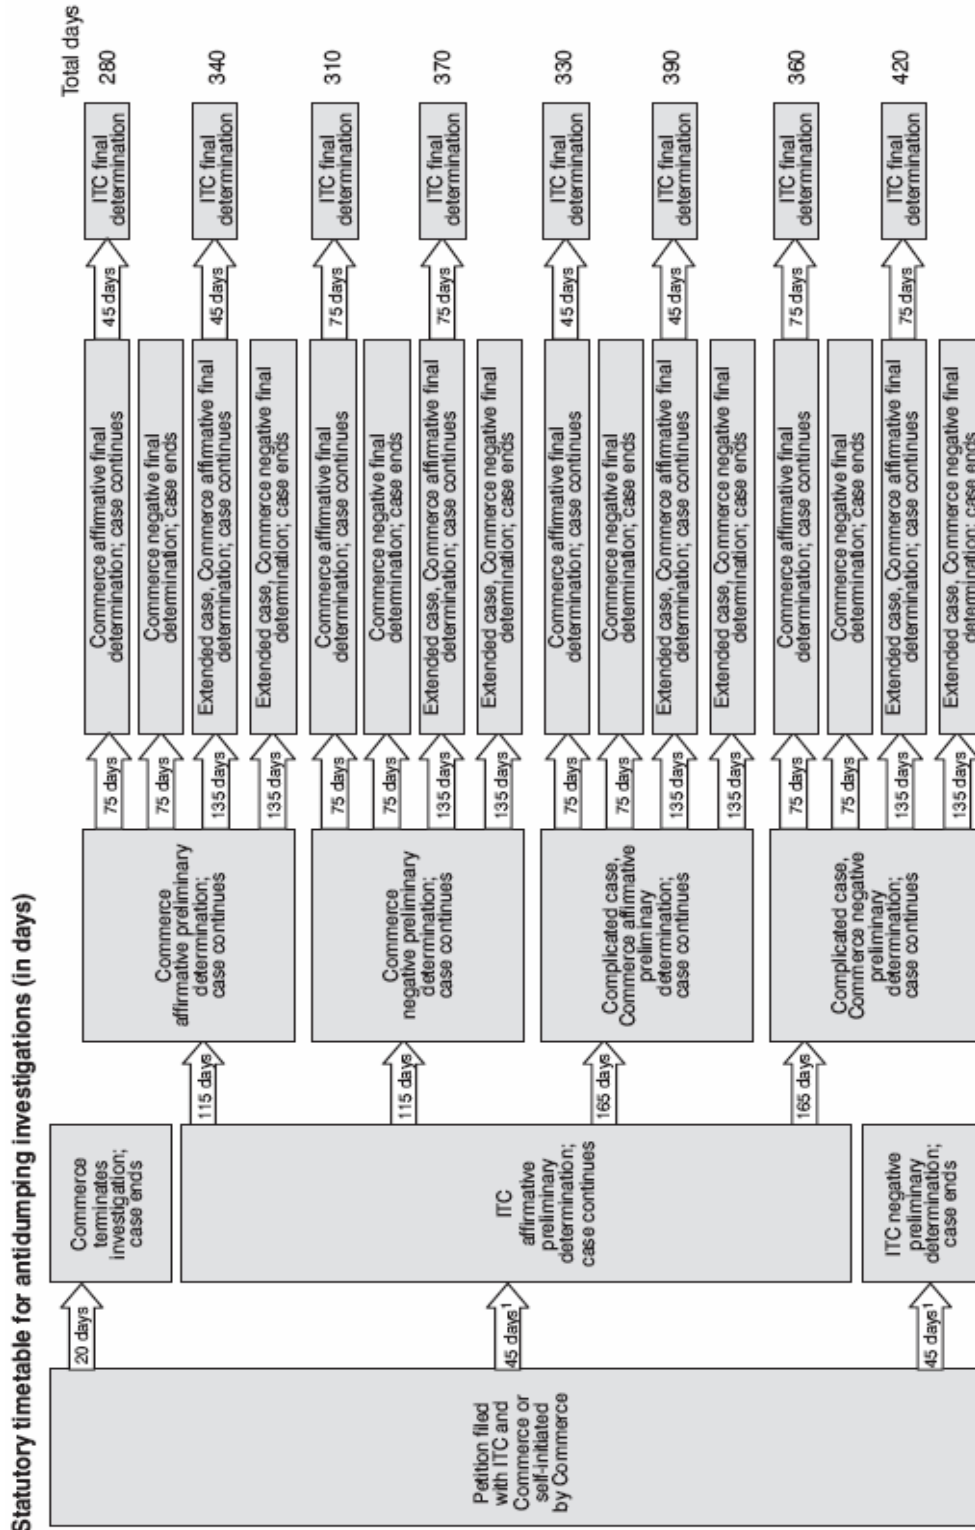 Statutory timetable for antidumping investigations (in days)
Petition filed
with ITC and
Commerce or
self-initiated
by Commerce
20 days
45 days¹
45 days¹
Commerce
terminates
investigation;
case ends
ITC
affirmative
preliminary
determination;
case continues
ITC negative
preliminary
determination;
case ends
115 days
115 days
165 days
165 days
Commerce
affirmative preliminary
determination;
case continues
Commerce
negative preliminary
determination;
case continues
Complicated case,
Commerce affirmative
preliminary
determination;
case continues
Complicated case,
Commerce negative
preliminary
determination;
case continues
75 days
75 days
135 days
135 days
75 days
75 days
135 days
135 days
75 days
75 days
135 days
135 days
75 days
75 days
135 days
135 days
Commerce affirmative final
determination; case continues
Commerce negative final
determination; case ends
Extended case, Commerce affirmative final
determination; case continues
Extended case, Commerce negative final
determination; case ends
Commerce affirmative final
determination; case continues
Commerce negative final
determination; case ends
Extended case, Commerce affirmative final
determination; case continues
Extended case, Commerce negative final
determination; case ends
Commerce affirmative final
determination; case continues
Commerce negative final
determination; case ends
Extended case, Commerce affirmative final
determination; case continues
Extended case, Commerce negative final
determination; case ends
Commerce affirmative final
determination; case continues
Commerce negative final
determination; case ends
Extended case, Commerce affirmative final
determination; case continues
Extended case, Commerce negative final
determination; case ends
45 days
45 days
75 days
75 days
45 days
45 days
75 days
75 days
ITC final
determination
ITC final
determination
ITC final
determination
ITC final
determination
ITC final
determination
ITC final
determination
ITC final
determination
ITC final
determination
Total days
280
340
310
370
330
390
360
420